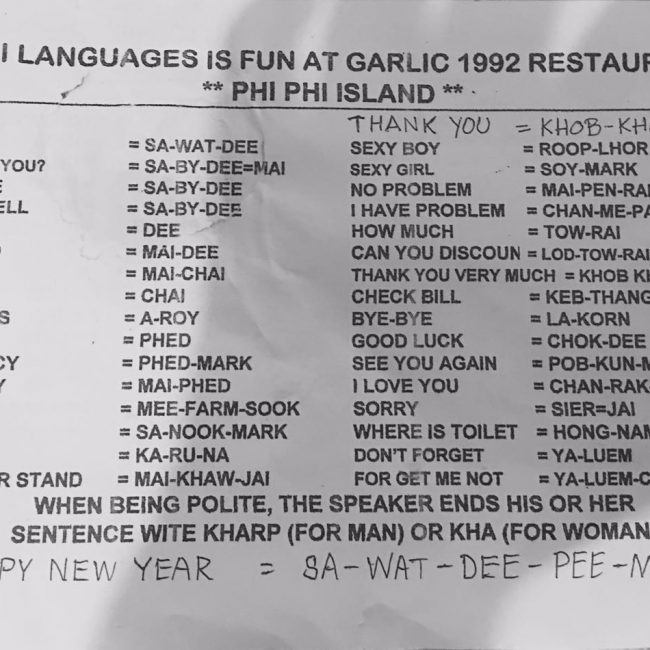 I LANGUAGES IS FUN AT GARLIC 1992 RESTAUR
** PHI PHI ISLAND **
THANK YOU = KHOB-KH
= SA-WAT-DEE SEXY BOY = ROOP-LHOR
YOU? = SA-BY-DEE=MAI SEXY GIRL = SOY-MARK
E = SA-BY-DEE NO PROBLEM = MAI-PEN-RAI
ELL = SA-BY-DEE I HAVE PROBLEM = CHAN-ME-PA
= DEE HOW MUCH = TOW-RAI
= MAI-DEE CAN YOU DISCOUN = LOD-TOW-RAI
= MAI-CHAI THANK YOU VERY MUCH = KHOB KH
= CHAI CHECK BILL = KEB-THANG
S = A-ROY BYE-BYE = LA-KORN
= PHED GOOD LUCK = CHOK-DEE
CY = PHED-MARK SEE YOU AGAIN = POB-KUN-M
Y = MAI-PHED I LOVE YOU = CHAN-RAK-
= MEE-FARM-SOOK SORRY = SIER=JAI
= SA-NOOK-MARK WHERE IS TOILET = HONG-NAM
= KA-RU-NA DON'T FORGET = YA-LUEM
R STAND = MAI-KHAW-JAI FOR GET ME NOT = YA-LUEM-C
WHEN BEING POLITE, THE SPEAKER ENDS HIS OR HER
SENTENCE WITE KHARP (FOR MAN) OR KHA (FOR WOMAN
PY NEW YEAR = SA-WAT-DEE-PEE-N